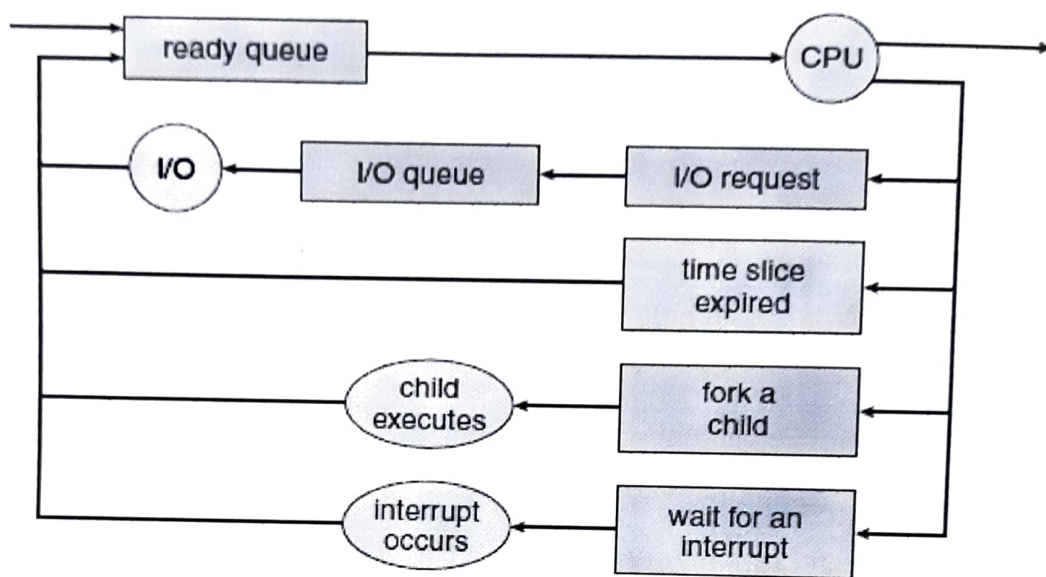 ready queue
CPU
I/O
I/O queue
I/O request
time slice
expired
child
executes
fork a
child
interrupt
occurs
wait for an
interrupt